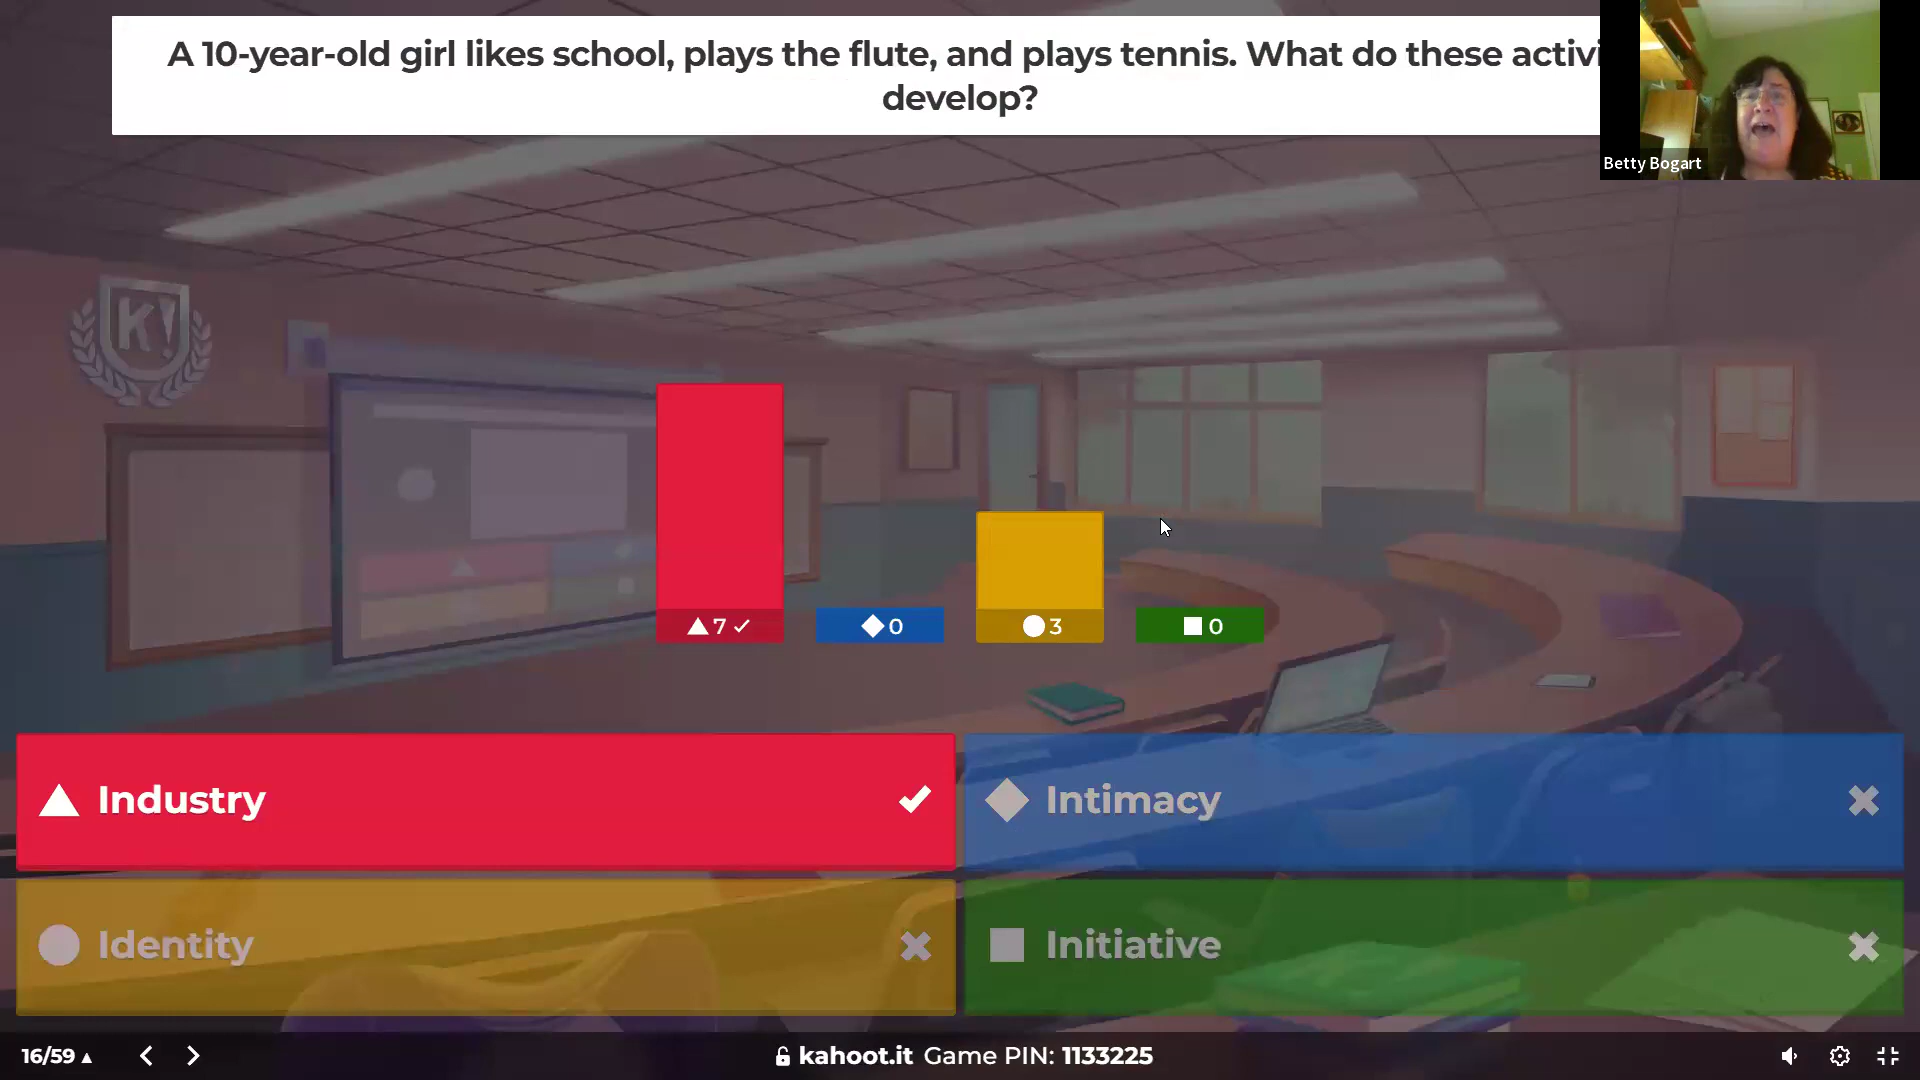 A 10-year-old girl likes school, plays the flute, and plays tennis. What do these activi
develop?
Betty Bogart
K!
7
0
3
0
Industry
Intimacy
Identity
Initiative
16/59
kahoot.it Game PIN: 1133225